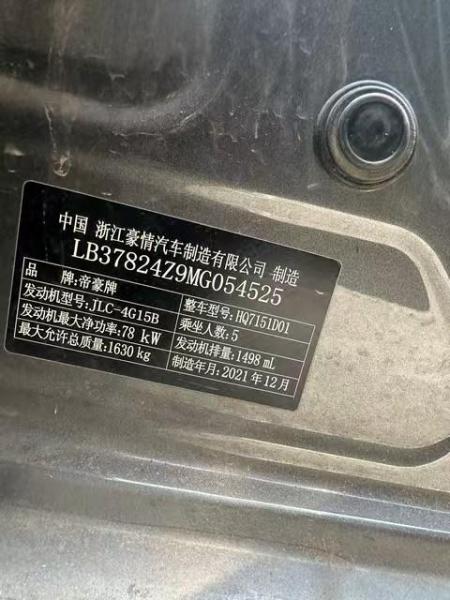 中国 浙江豪情汽车制造有限公司 制造
LB37824Z9MG054525
品 牌:帝豪牌 整车型号:HQ7151D01
发动机型号:JLC-4G15B 乘坐人数:5
发动机最大净功率:78 kW 发动机排量:1498 mL
最大允许总质量:1630 kg 制造年月:2021 年 12 月